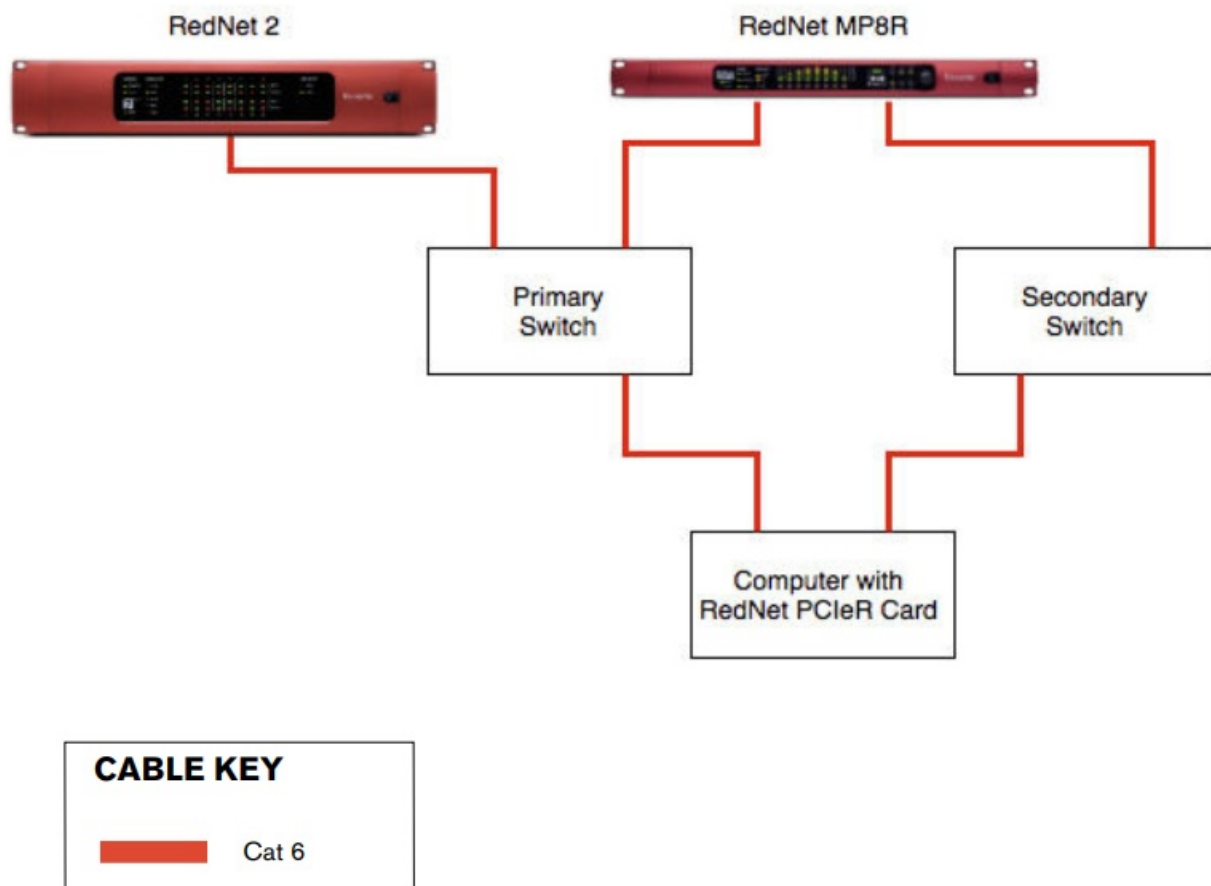 RedNet 2
RedNet MP8R
Primary
Switch
Secondary
Switch
Computer with
RedNet PCIeR Card
CABLE KEY
Cat 6